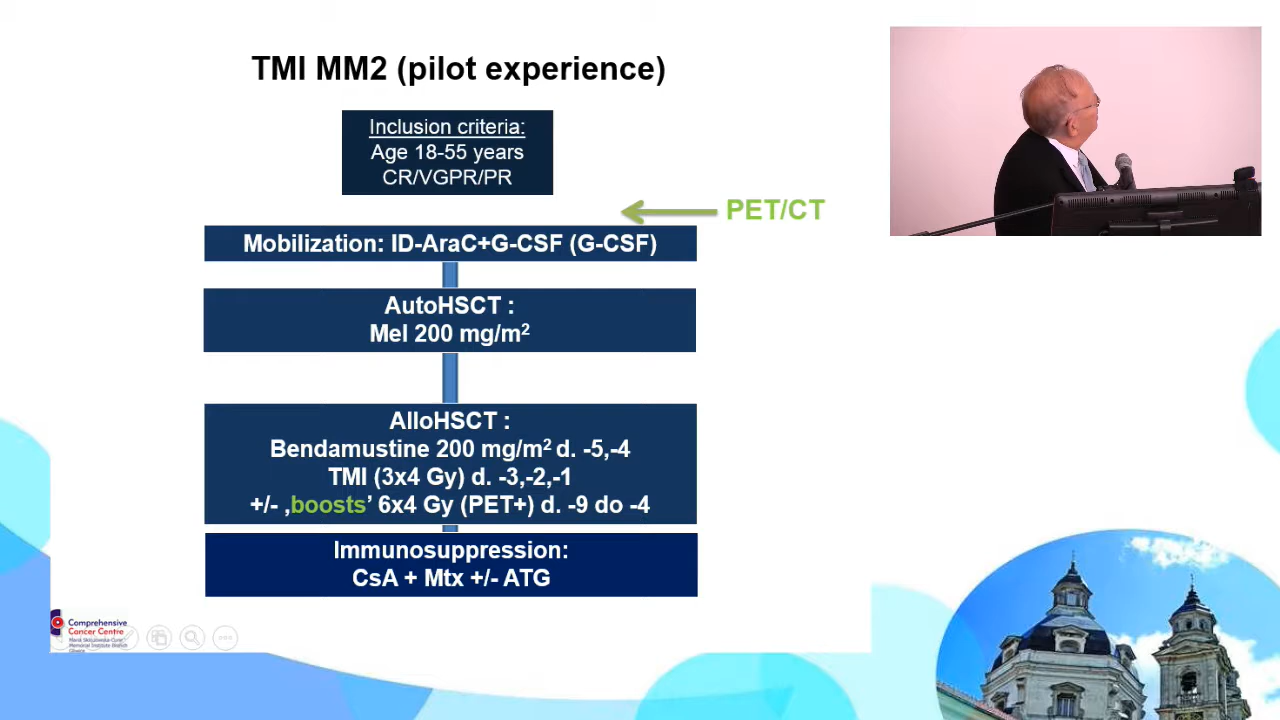 TMI MM2 (pilot experience)
Inclusion criteria:
Age 18-55 years
CR/VGPR/PR
PET/CT
Mobilization: ID-AraC+G-CSF (G-CSF)
AutoHSCT :
Mel 200 mg/m²
AlloHSCT :
Bendamustine 200 mg/m² d. -5,-4
TMI (3x4 Gy) d. -3,-2,-1
+/- ‚boosts’ 6x4 Gy (PET+) d. -9 do -4
Immunosuppression:
CsA + Mtx +/- ATG
Comprehensive
Cancer Centre